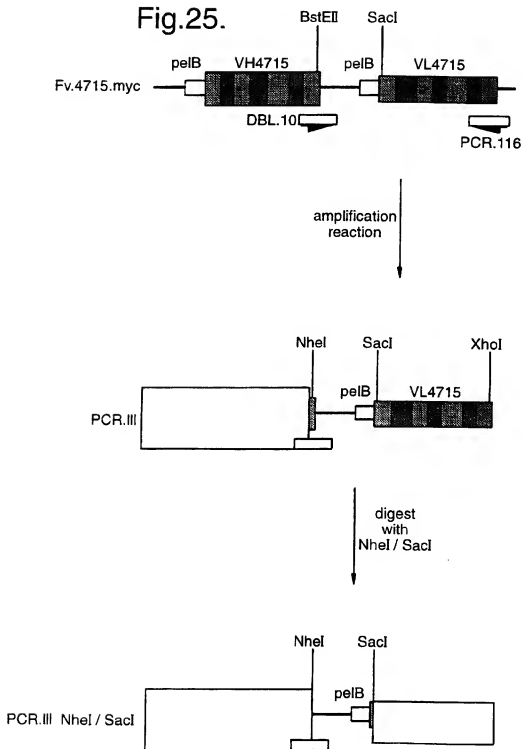 Fig.25.
BstEII SacI
pelB VH4715 pelB VL4715
Fv.4715.myc
DBL.10
PCR.116
amplification
reaction
NheI SacI XhoI
pelB VL4715
PCR.III
digest
with
NheI / SacI
NheI SacI
pelB
PCR.III NheI / SacI